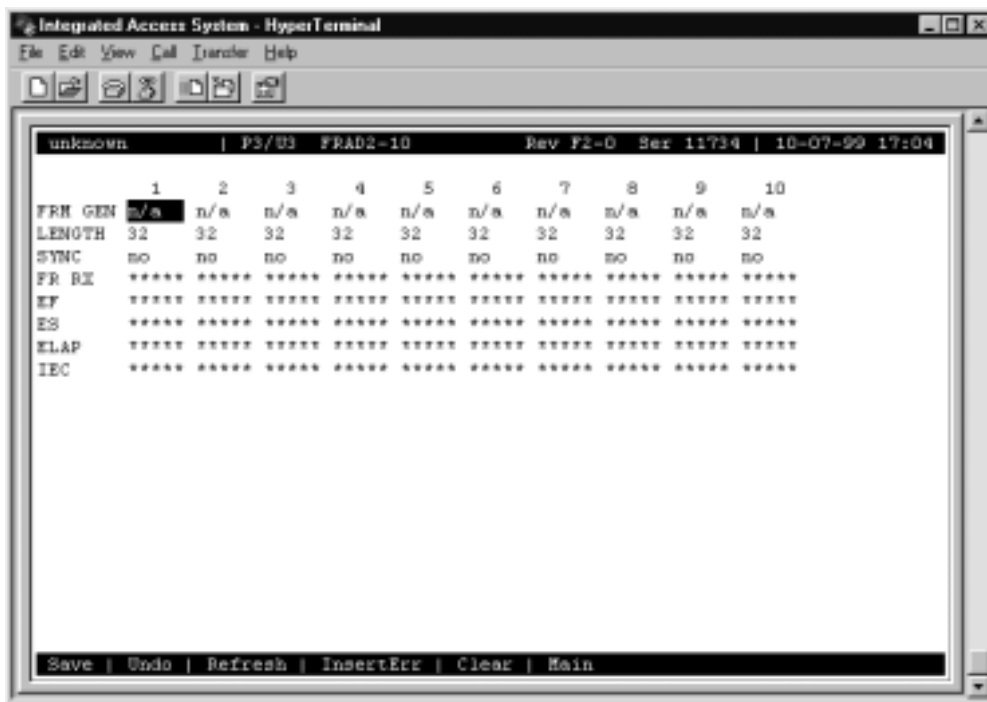 Integrated Access System - HyperTerminal
File Edit View Call Transfer Help
unknown | P3/U3 FRAD2-10 Rev F2-0 Ser 11734 | 10-07-99 17:04
1 2 3 4 5 6 7 8 9 10
FRM GEN n/a n/a n/a n/a n/a n/a n/a n/a n/a n/a
LENGTH 32 32 32 32 32 32 32 32 32 32
SYNC no no no no no no no no no no
FR RX ***** ***** ***** ***** ***** ***** ***** ***** ***** *****
EF ***** ***** ***** ***** ***** ***** ***** ***** ***** *****
ES ***** ***** ***** ***** ***** ***** ***** ***** ***** *****
ELAP ***** ***** ***** ***** ***** ***** ***** ***** ***** *****
IEC ***** ***** ***** ***** ***** ***** ***** ***** ***** *****
Save | Undo | Refresh | InsertErr | Clear | Main